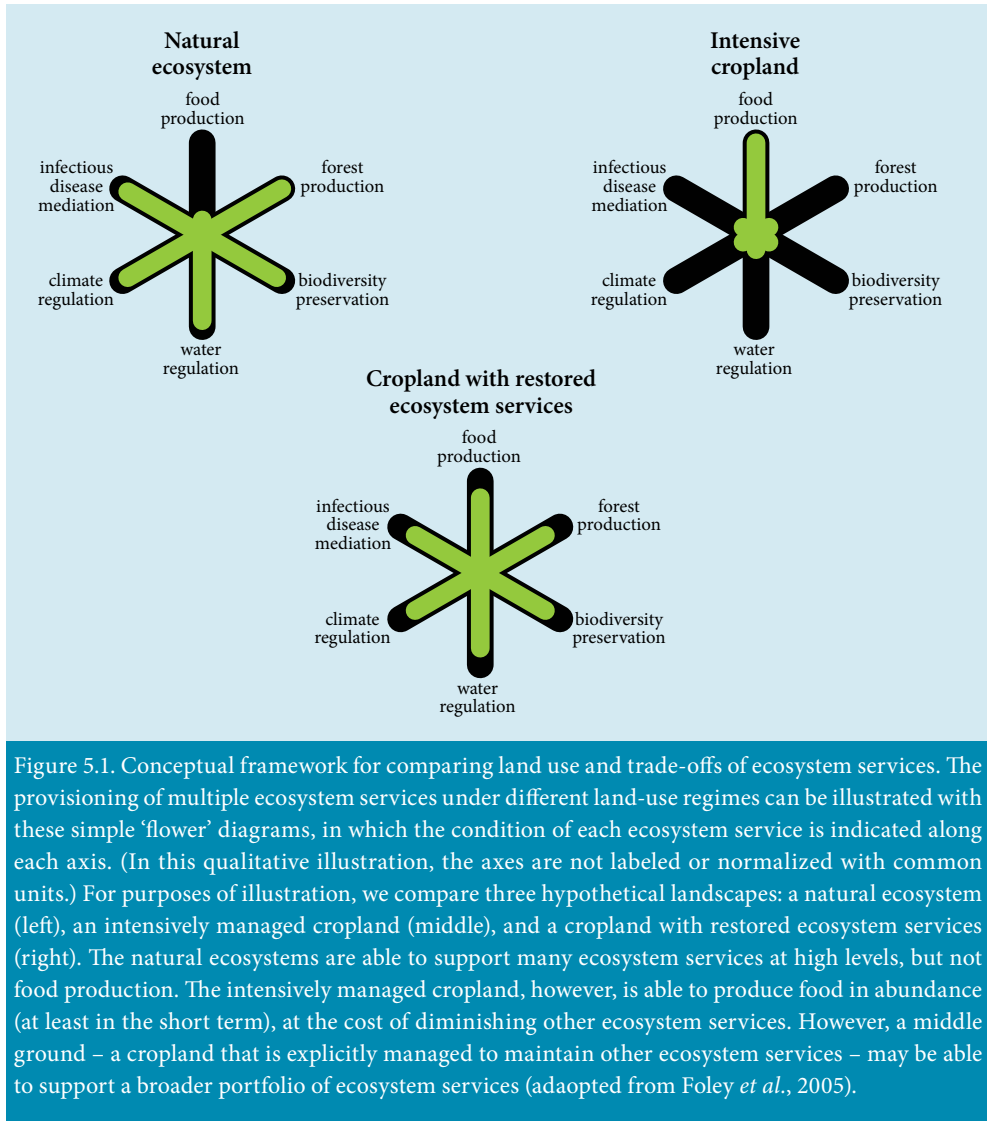 Natural
ecosystem
food
production
infectious
disease
mediation
forest
production
climate
regulation
biodiversity
preservation
water
regulation
Intensive
cropland
food
production
infectious
disease
mediation
forest
production
climate
regulation
biodiversity
preservation
water
regulation
Cropland with restored
ecosystem services
food
production
infectious
disease
mediation
forest
production
climate
regulation
biodiversity
preservation
water
regulation
Figure 5.1. Conceptual framework for comparing land use and trade-offs of ecosystem services. The
provisioning of multiple ecosystem services under different land-use regimes can be illustrated with
these simple ‘flower’ diagrams, in which the condition of each ecosystem service is indicated along
each axis. (In this qualitative illustration, the axes are not labeled or normalized with common
units.) For purposes of illustration, we compare three hypothetical landscapes: a natural ecosystem
(left), an intensively managed cropland (middle), and a cropland with restored ecosystem services
(right). The natural ecosystems are able to support many ecosystem services at high levels, but not
food production. The intensively managed cropland, however, is able to produce food in abundance
(at least in the short term), at the cost of diminishing other ecosystem services. However, a middle
ground – a cropland that is explicitly managed to maintain other ecosystem services – may be able
to support a broader portfolio of ecosystem services (adaopted from Foley et al., 2005).